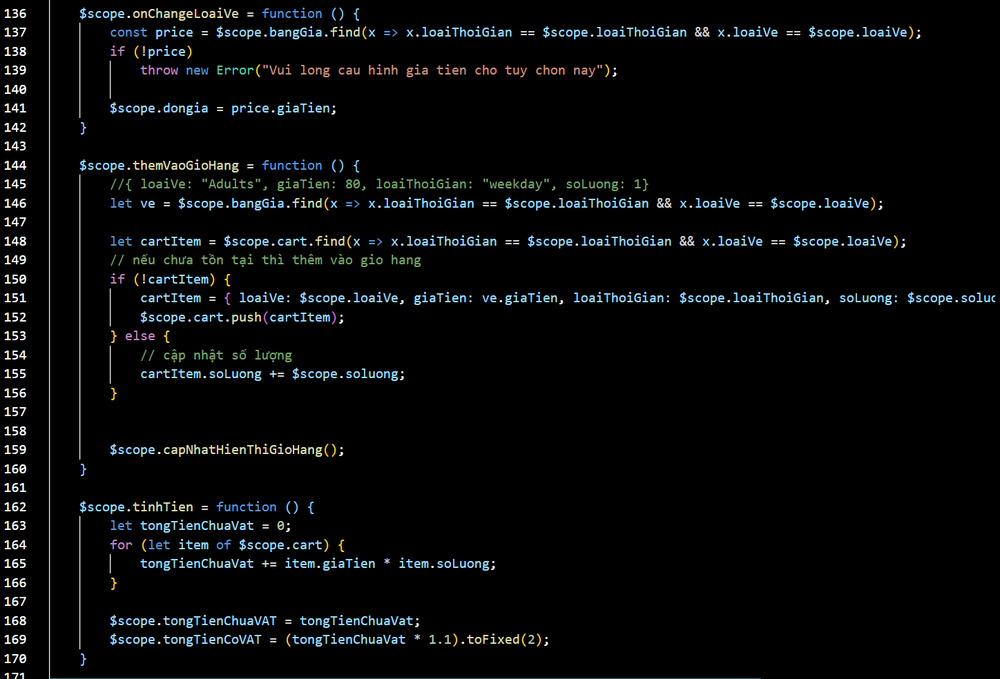 136 $scope.onChangeLoaiVe = function () {
137 const price = $scope.bangGia.find(x => x.loaiThoiGian == $scope.loaiThoiGian && x.loaiVe == $scope.loaiVe);
138 if (!price)
139 throw new Error("Vui long cau hinh gia tien cho tuy chon nay");
140
141 $scope.dongia = price.giaTien;
142 }
143
144 $scope.themVaoGioHang = function () {
145 //{ loaiVe: "Adults", giaTien: 80, loaiThoiGian: "weekday", soLuong: 1}
146 let ve = $scope.bangGia.find(x => x.loaiThoiGian == $scope.loaiThoiGian && x.loaiVe == $scope.loaiVe);
147
148 let cartItem = $scope.cart.find(x => x.loaiThoiGian == $scope.loaiThoiGian && x.loaiVe == $scope.loaiVe);
149 // nếu chưa tồn tại thì thêm vào gio hang
150 if (!cartItem) {
151 cartItem = { loaiVe: $scope.loaiVe, giaTien: ve.giaTien, loaiThoiGian: $scope.loaiThoiGian, soLuong:
152 $scope.cart.push(cartItem);
153 } else {
154 // cập nhật số lượng
155 cartItem.soLuong += $scope.soluong;
156 }
157
158
159 $scope.capNhatHienThiGioHang();
160 }
161
162 $scope.tinhTien = function () {
163 let tongTienChuaVat = 0;
164 for (let item of $scope.cart) {
165 tongTienChuaVat += item.giaTien * item.soLuong;
166 }
167
168 $scope.tongTienChuaVAT = tongTienChuaVat;
169 $scope.tongTienCoVAT = (tongTienChuaVat * 1.1).toFixed(2);
170 }
171